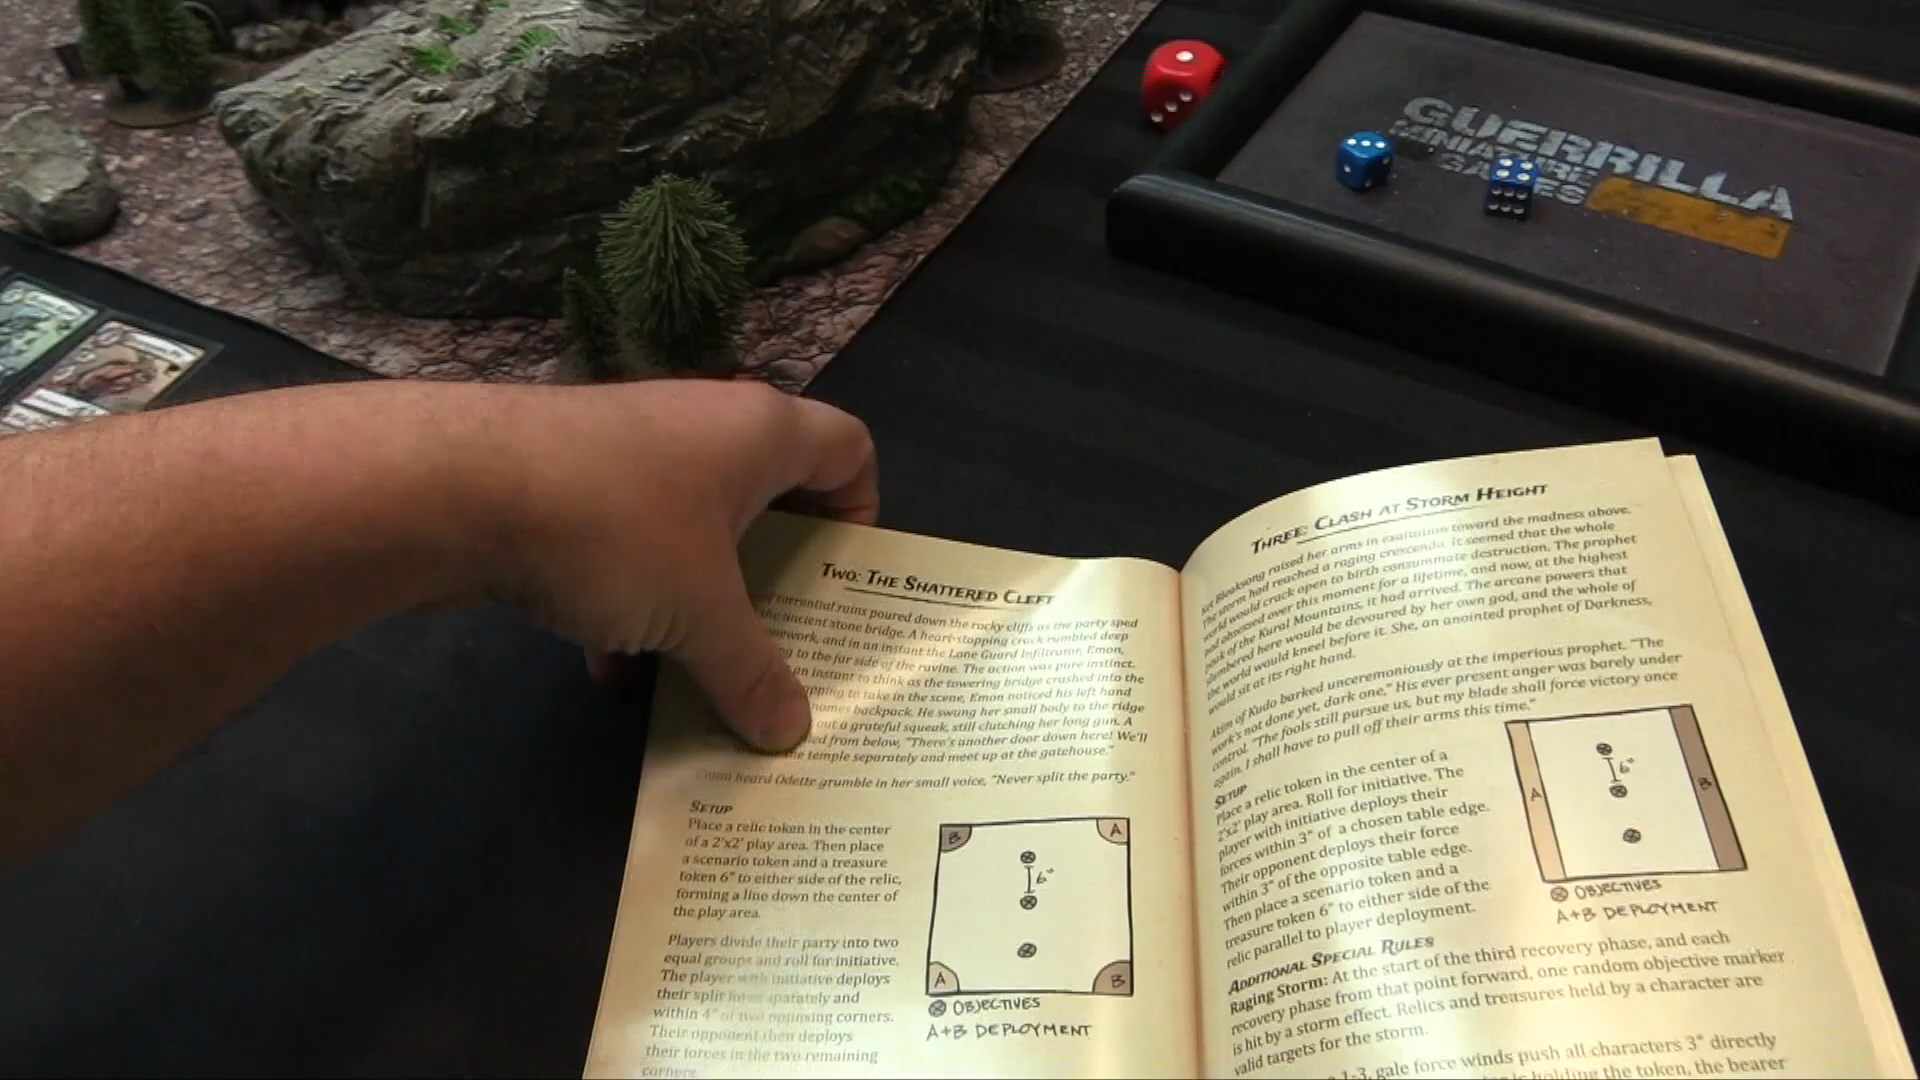 GUERRILLA
MINIATURE
GAMES
TWO: THE SHATTERED CLEFT
torrential rains poured down the rocky cliffs as the party sped
the ancient stone bridge. A heart-stopping crack rumbled deep
and in an instant the Lone Guard Infiltrator, Emon,
to the far side of the ravine. The action was pure instinct.
an instant to think as the towering bridge crashed into the
to take in the scene, Emon noticed his left hand
backpack. He swung her small body to the ridge
out a grateful squeak, still clutching her long gun. A
from below, "There's another door down here! We'll
the temple separately and meet up at the gatehouse."
heard Odette grumble in her small voice, "Never split the party."
SETUP
Place a relic token in the center
of a 2'x2' play area. Then place
a scenario token and a treasure
token 6" to either side of the relic,
forming a line down the center of
the play area.
Players divide their party into two
equal groups and roll for initiative.
The player with initiative deploys
their split separately and
within 4" of two opposing corners.
Their opponent then deploys
their forces in the two remaining
corners.
B
A
6"
A
B
OBJECTIVES
A+B DEPLOYMENT
THREE: CLASH AT STORM HEIGHT
Bleaksong raised her arms in exaltation toward the madness above.
The storm had reached a raging crescendo. It seemed that the whole
world would crack open to birth consummate destruction. The prophet
had obsessed over this moment for a lifetime, and now, at the highest
peak of the Kural Mountains, it had arrived. The arcane powers that
slumbered here would be devoured by her own god, and the whole of
the world would kneel before it. She, an anointed prophet of Darkness,
would sit at its right hand.
Akim of Kudo barked unceremoniously at the imperious prophet. "The
work's not done yet, dark one." His ever present anger was barely under
control. "The fools still pursue us, but my blade shall force victory once
again. I shall have to pull off their arms this time."
SETUP
Place a relic token in the center of a
2'x2' play area. Roll for initiative. The
player with initiative deploys their
forces within 3" of a chosen table edge.
Their opponent deploys their force
within 3" of the opposite table edge.
Then place a scenario token and a
treasure token 6" to either side of the
relic parallel to player deployment.
A
6"
B
OBJECTIVES
A+B DEPLOYMENT
ADDITIONAL SPECIAL RULES
Raging Storm: At the start of the third recovery phase, and each
recovery phase from that point forward, one random objective marker
is hit by a storm effect. Relics and treasures held by a character are
valid targets for the storm.
1-3, gale force winds push all characters 3" directly
is holding the token, the bearer